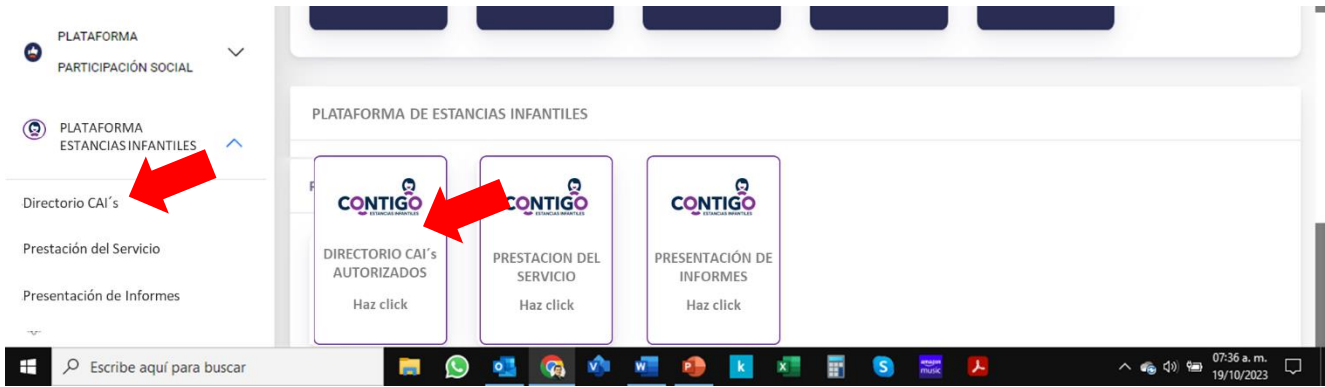 PLATAFORMA
PARTICIPACIÓN SOCIAL
PLATAFORMA
ESTANCIAS INFANTILES
Directorio CAI´s
Prestación del Servicio
Presentación de Informes
PLATAFORMA DE ESTANCIAS INFANTILES
CONTIGO
ESTANCIAS INFANTILES
DIRECTORIO CAI´s
AUTORIZADOS
Haz click
CONTIGO
ESTANCIAS INFANTILES
PRESTACION DEL
SERVICIO
Haz click
CONTIGO
ESTANCIAS INFANTILES
PRESENTACIÓN DE
INFORMES
Haz click
Escribe aquí para buscar
amazon
music
07:36 a. m.
19/10/2023